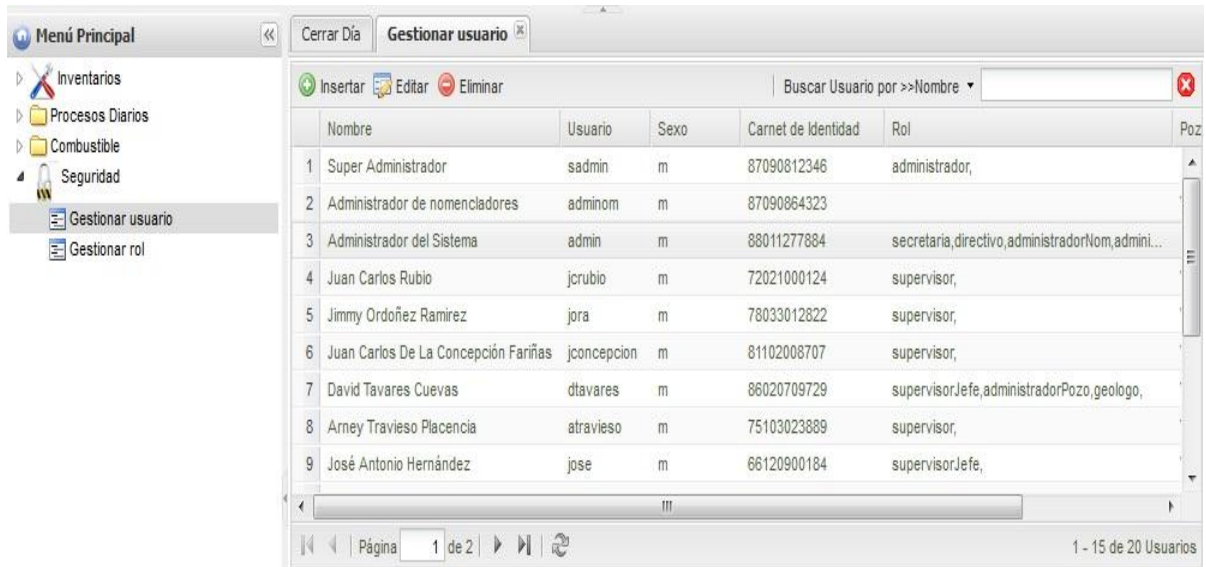 Menú Principal
Inventarios
Procesos Diarios
Combustible
Seguridad
Gestionar usuario
Gestionar rol
Cerrar Día Gestionar usuario
Insertar Editar Eliminar Buscar Usuario por >>Nombre
Nombre Usuario Sexo Carnet de Identidad Rol Poz
1 Super Administrador sadmin m 87090812346 administrador,
2 Administrador de nomencladores adminom m 87090864323
3 Administrador del Sistema admin m 88011277884 secretaria,directivo,administradorNom,admini...
4 Juan Carlos Rubio jcrubio m 72021000124 supervisor,
5 Jimmy Ordoñez Ramirez jora m 78033012822 supervisor,
6 Juan Carlos De La Concepción Fariñas jconcepcion m 81102008707 supervisor,
7 David Tavares Cuevas dtavares m 86020709729 supervisorJefe,administradorPozo,geologo,
8 Arney Travieso Placencia atravieso m 75103023889 supervisor,
9 José Antonio Hernández jose m 66120900184 supervisorJefe,
Página 1 de 2 1 - 15 de 20 Usuarios